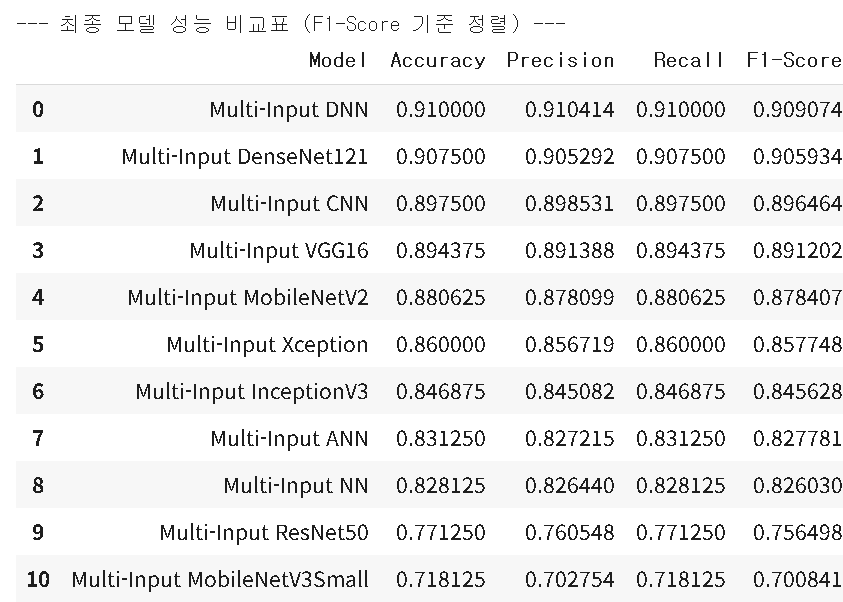 --- 최종 모델 성능 비교표 (F1-Score 기준 정렬) ---
Model Accuracy Precision Recall F1-Score
0 Multi-Input DNN 0.910000 0.910414 0.910000 0.909074
1 Multi-Input DenseNet121 0.907500 0.905292 0.907500 0.905934
2 Multi-Input CNN 0.897500 0.898531 0.897500 0.896464
3 Multi-Input VGG16 0.894375 0.891388 0.894375 0.891202
4 Multi-Input MobileNetV2 0.880625 0.878099 0.880625 0.878407
5 Multi-Input Xception 0.860000 0.856719 0.860000 0.857748
6 Multi-Input InceptionV3 0.846875 0.845082 0.846875 0.845628
7 Multi-Input ANN 0.831250 0.827215 0.831250 0.827781
8 Multi-Input NN 0.828125 0.826440 0.828125 0.826030
9 Multi-Input ResNet50 0.771250 0.760548 0.771250 0.756498
10 Multi-Input MobileNetV3Small 0.718125 0.702754 0.718125 0.700841